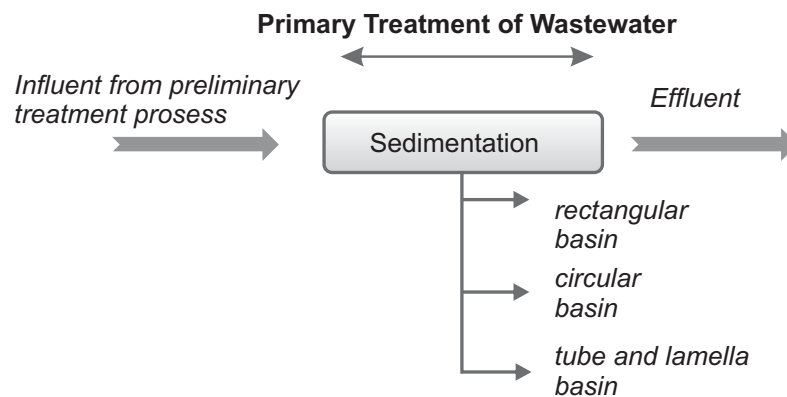 Primary Treatment of Wastewater
Influent from preliminary
treatment prosess
Effluent
Sedimentation
rectangular
basin
circular
basin
tube and lamella
basin